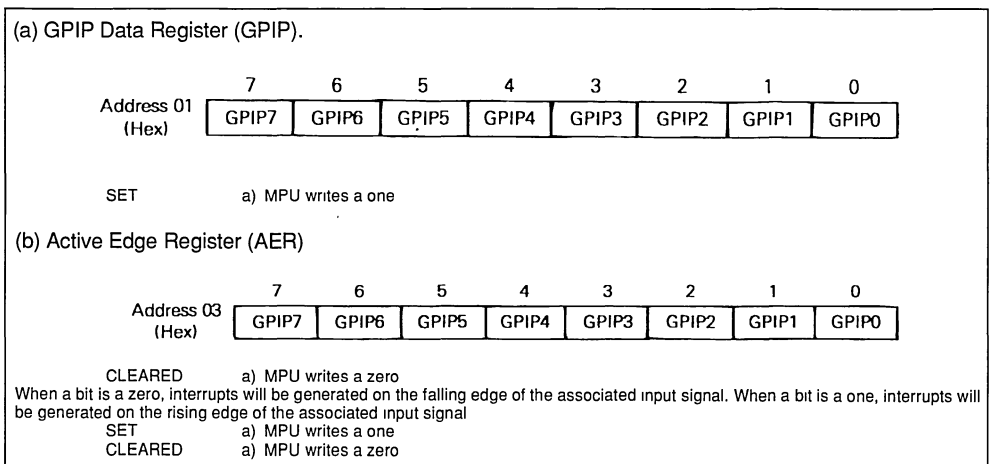 (a) GPIP Data Register (GPIP).
7 6 5 4 3 2 1 0
Address 01 (Hex) GPIP7 GPIP6 GPIP5 GPIP4 GPIP3 GPIP2 GPIP1 GPIP0
SET a) MPU writes a one
(b) Active Edge Register (AER)
7 6 5 4 3 2 1 0
Address 03 (Hex) GPIP7 GPIP6 GPIP5 GPIP4 GPIP3 GPIP2 GPIP1 GPIP0
CLEARED a) MPU writes a zero
When a bit is a zero, interrupts will be generated on the falling edge of the associated input signal. When a bit is a one, interrupts will
be generated on the rising edge of the associated input signal
SET a) MPU writes a one
CLEARED a) MPU writes a zero